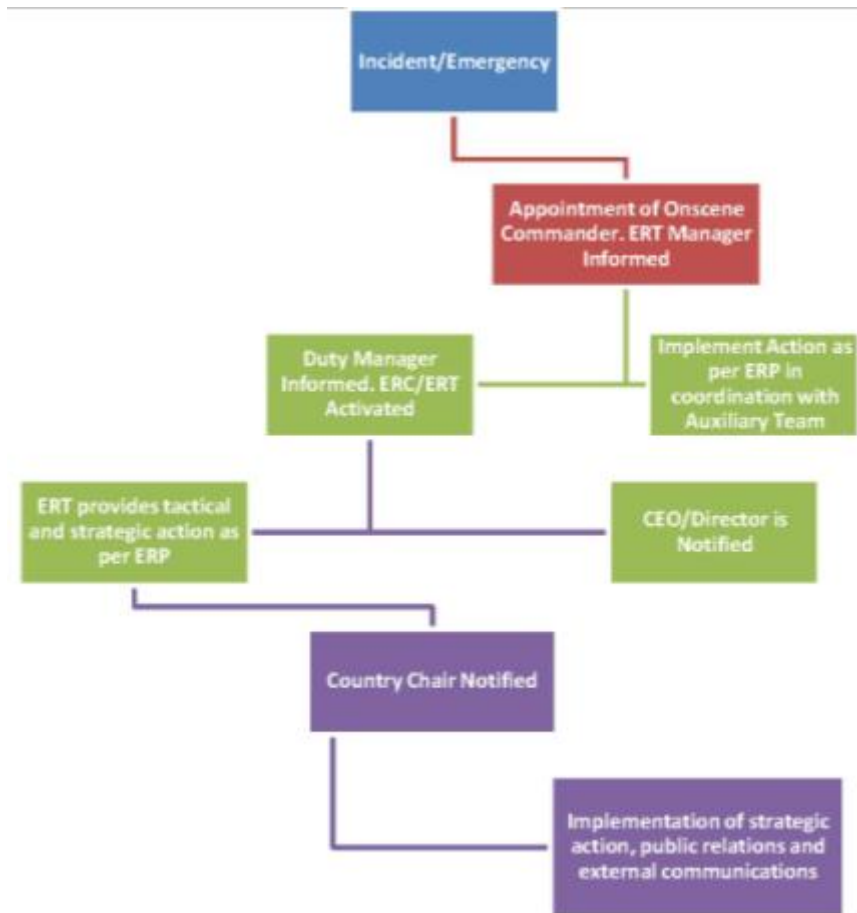 Incident/Emergency
Appointment of Onscene
Commander. ERT Manager
Informed
Duty Manager
Informed. ERC/ERT
Activated
Implement Action as
per ERP in
coordination with
Auxiliary Team
ERT provides tactical
and strategic action as
per ERP
CEO/Director is
Notified
Country Chair Notified
Implementation of strategic
action, public relations and
external communications